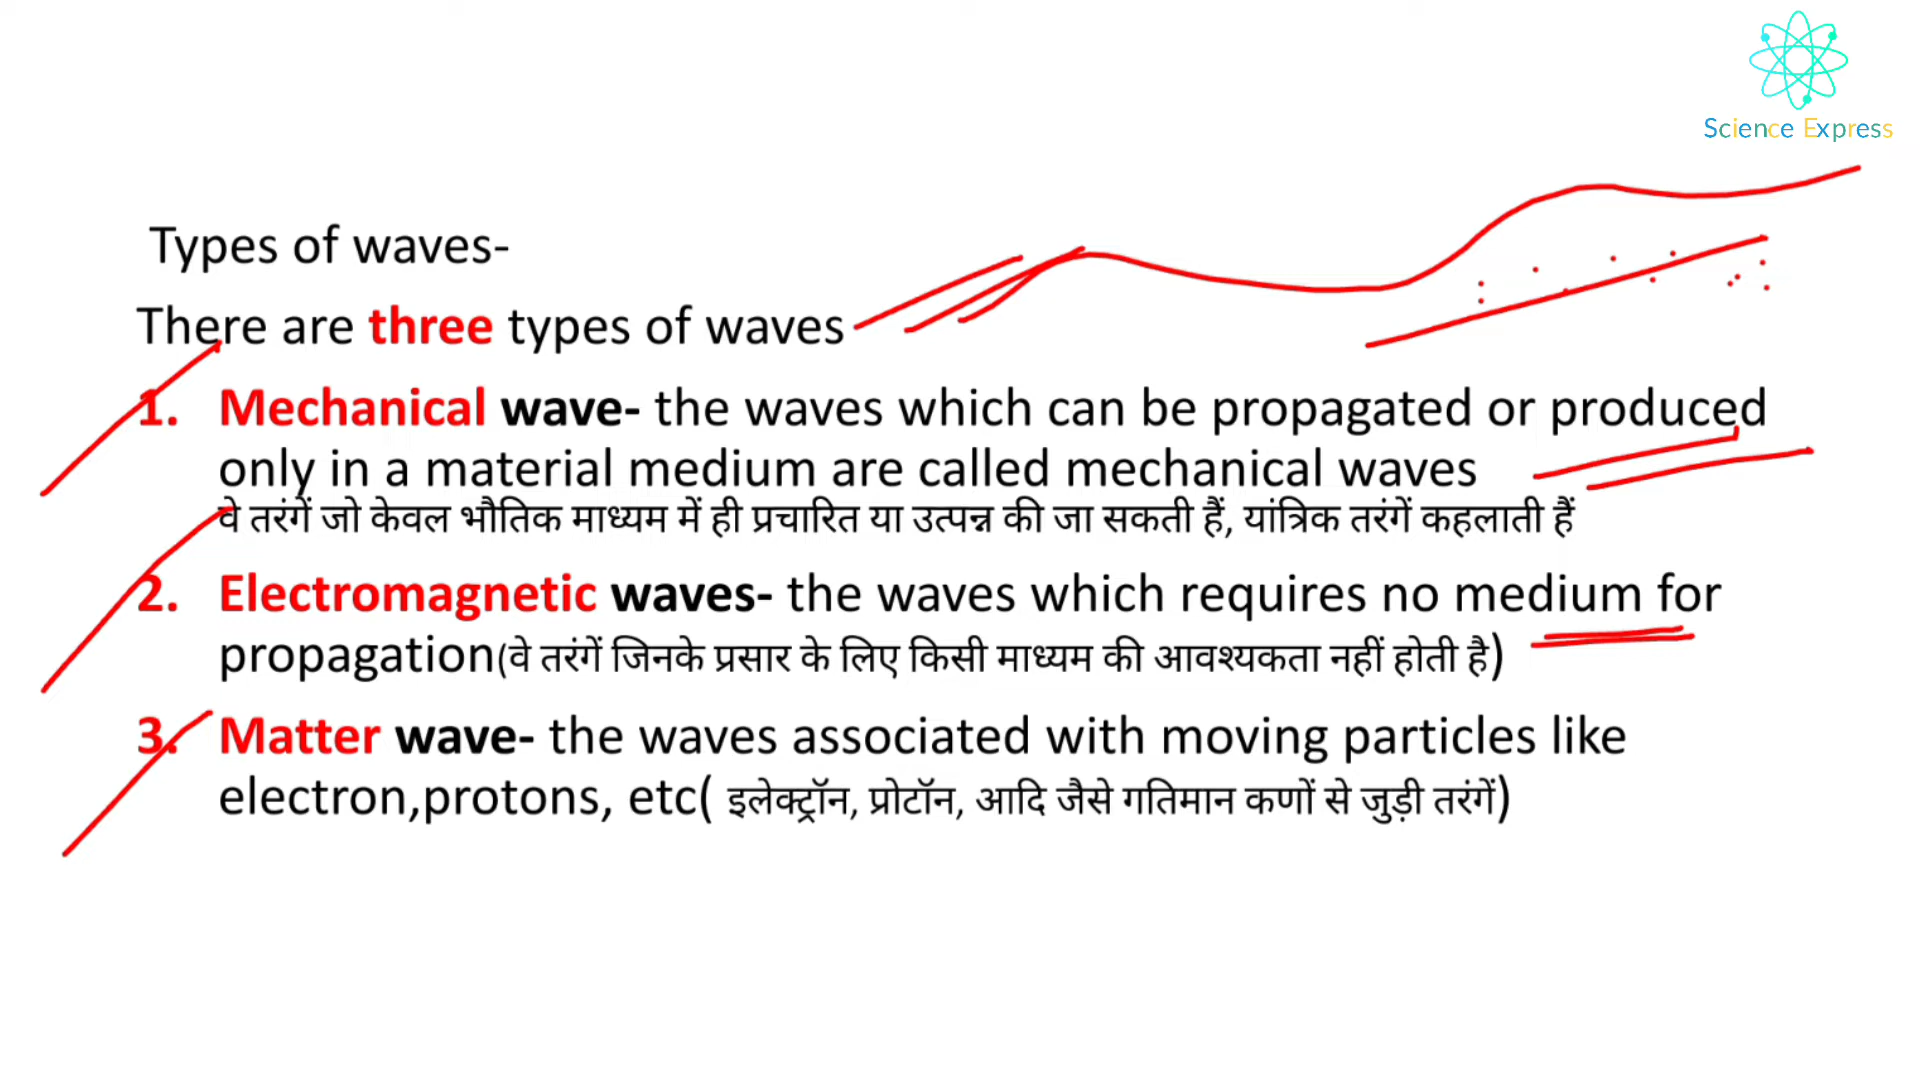 Science Express
Types of waves-
There are three types of waves
1. Mechanical wave- the waves which can be propagated or produced
only in a material medium are called mechanical waves
वे तरंगें जो केवल भौतिक माध्यम में ही प्रचारित या उत्पन्न की जा सकती हैं, यांत्रिक तरंगें कहलाती हैं
2. Electromagnetic waves- the waves which requires no medium for
propagation(वे तरंगें जिनके प्रसार के लिए किसी माध्यम की आवश्यकता नहीं होती है)
3. Matter wave- the waves associated with moving particles like
electron,protons, etc( इलेक्ट्रॉन, प्रोटॉन, आदि जैसे गतिमान कणों से जुड़ी तरंगें)